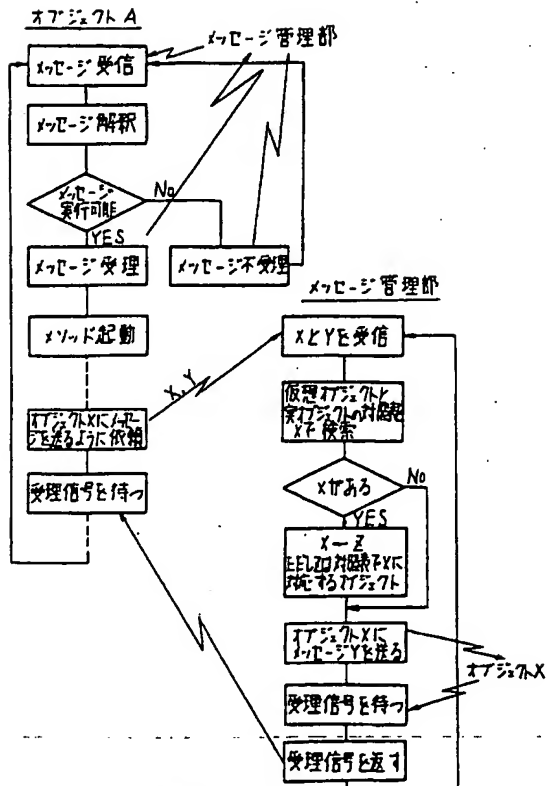 オブジェクトA
メッセージ管理部
メッセージ受信
メッセージ解釈
メッセージ
実行可能
No
YES
メッセージ受理
メッセージ不受理
メソッド起動
オブジェクトXにメッセー
ジを送るように依頼
受理信号を待つ
X,Y
メッセージ管理部
XとYを受信
仮想オブジェクトと
実オブジェクトの対応表
Xで検索
Xがある
No
YES
X←Z
但しZは対応表でXに
対応するオブジェクト
オブジェクトXに
メッセージYを送る
オブジェクトX
受理信号を待つ
受理信号を返す